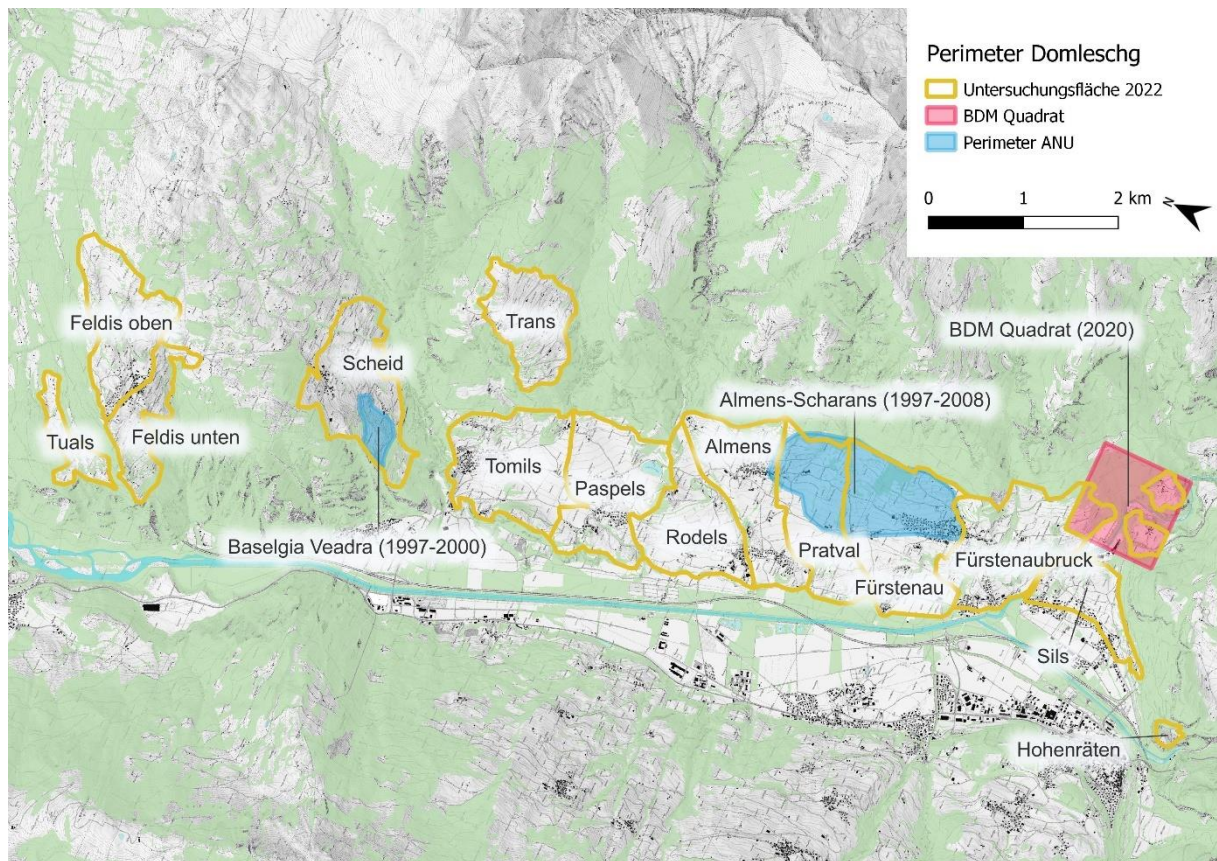 Perimeter Domleschg
Untersuchungsfläche 2022
BDM Quadrat
Perimeter ANU
0 1 2 km
N
Feldis oben
Trans
BDM Quadrat (2020)
Scheid
Almens-Scharans (1997-2008)
Tuals
Feldis unten
Almens
Tomils
Paspels
Baselgia Veadra (1997-2000)
Rodels
Pratval
Fürstenaubruck
Fürstenau
Sils
Hohenräten